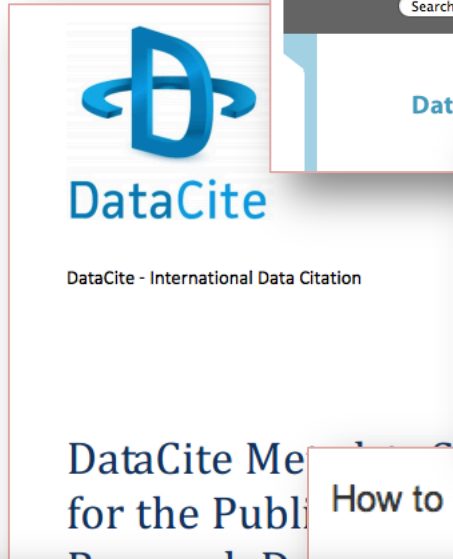 Search
Dat
DataCite
DataCite - International Data Citation
DataCite Me
for the Publi
How to